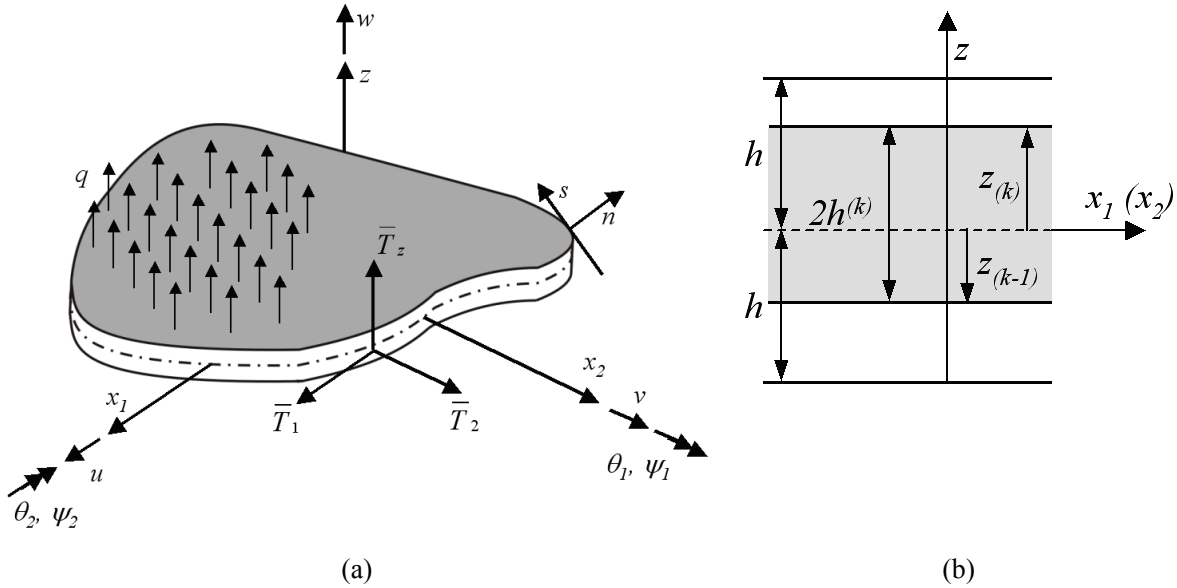 w
z
q
s
n
T̅z
x2
v
θ1, ψ1
x1
T̅1
T̅2
u
θ2, ψ2
(a)
z
h
z(k)
2h(k)
x1 (x2)
z(k-1)
h
(b)